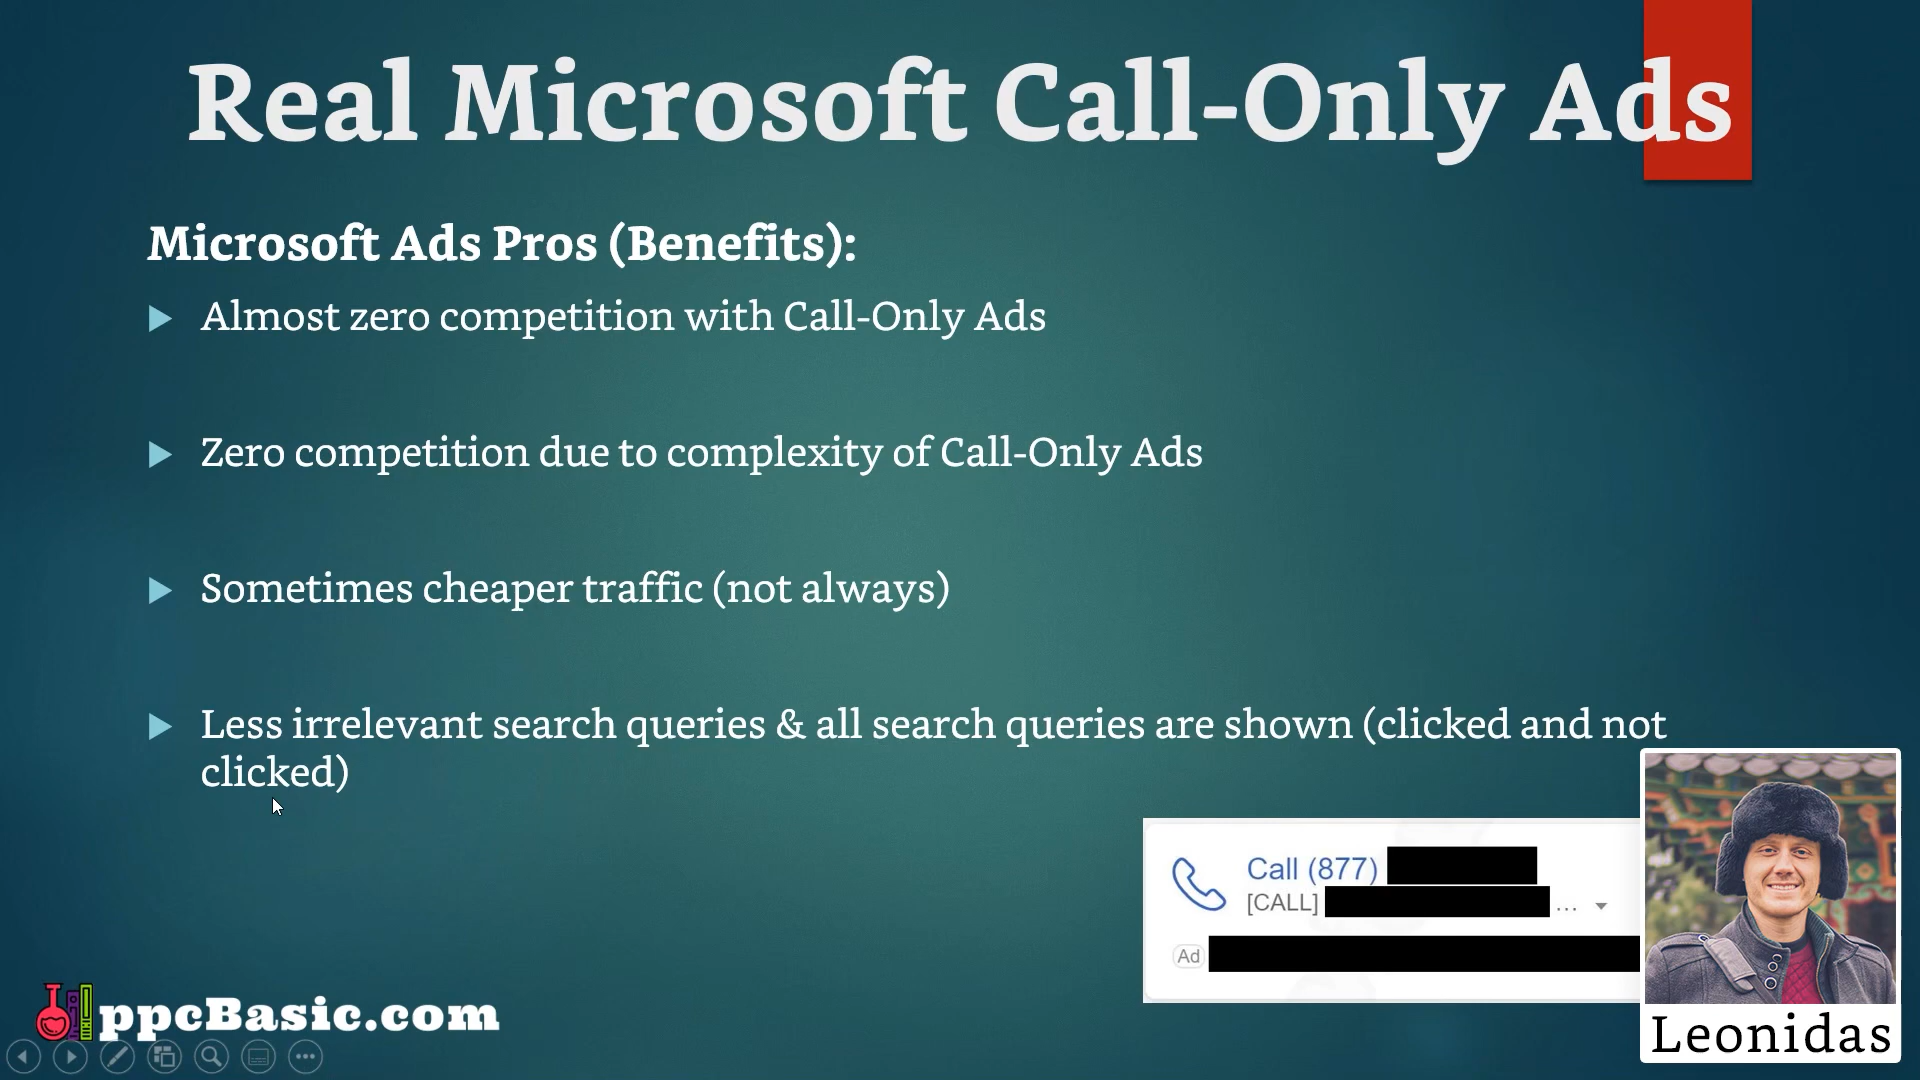 Real Microsoft Call-Only Ads
Microsoft Ads Pros (Benefits):
Almost zero competition with Call-Only Ads
Zero competition due to complexity of Call-Only Ads
Sometimes cheaper traffic (not always)
Less irrelevant search queries & all search queries are shown (clicked and not
clicked)
Call (877)
[CALL] ...
Ad
ppcBasic.com
Leonidas